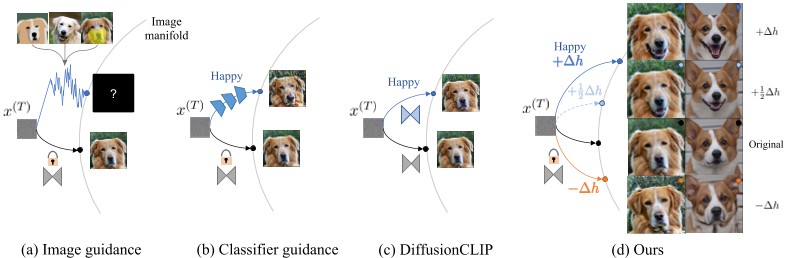 Image
manifold
?
x^{(T)}
(a) Image guidance
Happy
x^{(T)}
(b) Classifier guidance
Happy
x^{(T)}
(c) DiffusionCLIP
Happy
+Δh
+½Δh
x^{(T)}
−Δh
+Δh
+½Δh
Original
−Δh
(d) Ours